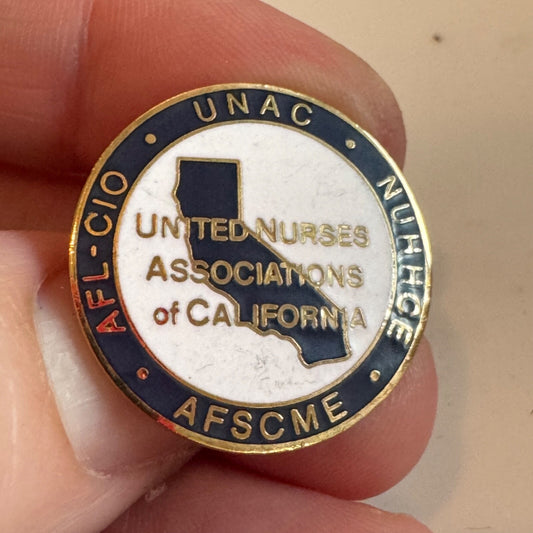 UNAC
NUHHCE
AFSCME
AFL-CIO
UNITED NURSES
ASSOCIATIONS
of CALIFORNIA